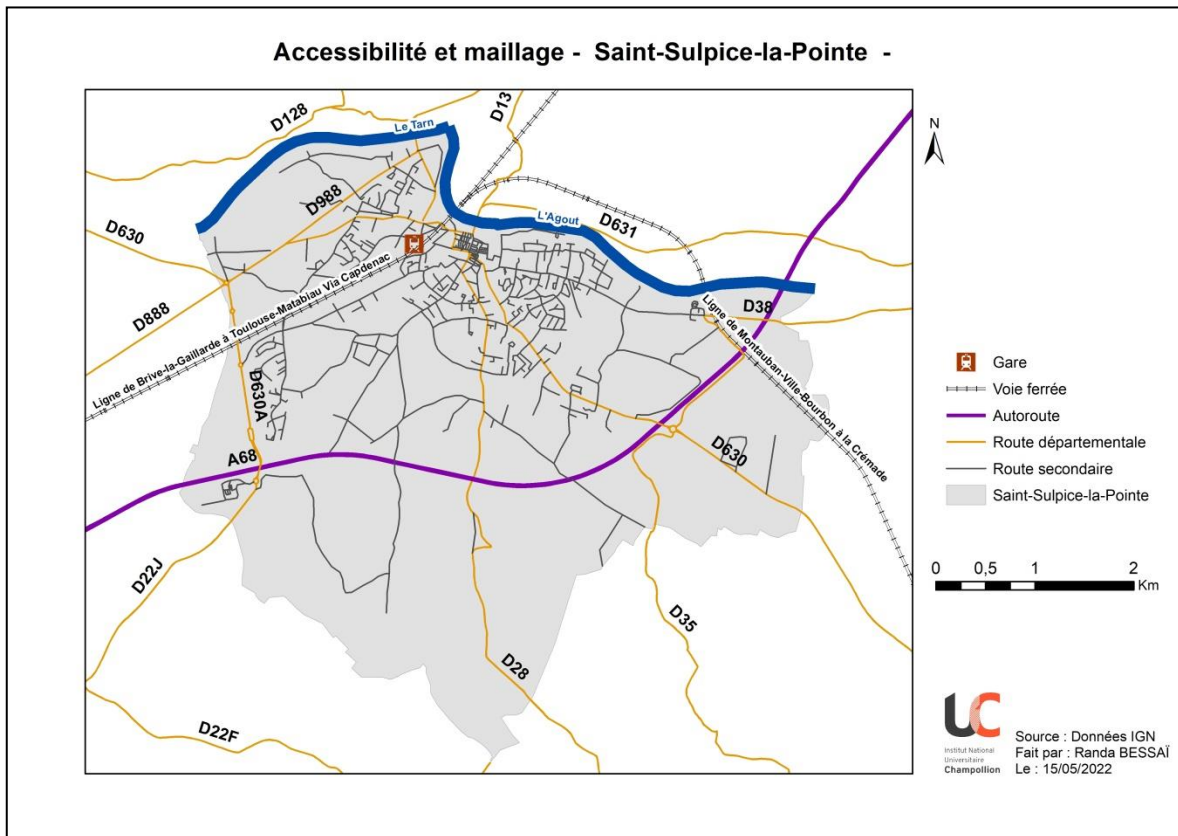 Accessibilité et maillage - Saint-Sulpice-la-Pointe -
D128
D13
Le Tarn
N
D988
L'Agout
D631
D630
D888
Ligne de Brive-la-Gaillarde à Toulouse-Matabiau Via Capdenac
D38
Ligne de Montauban-Ville-Bourbon à la Crémade
D630A
A68
D630
D22J
D35
D28
D22F
Gare
Voie ferrée
Autoroute
Route départementale
Route secondaire
Saint-Sulpice-la-Pointe
0 0,5 1 2
Km
UC
Institut National
Universitaire
Champollion
Source : Données IGN
Fait par : Randa BESSAÏ
Le : 15/05/2022